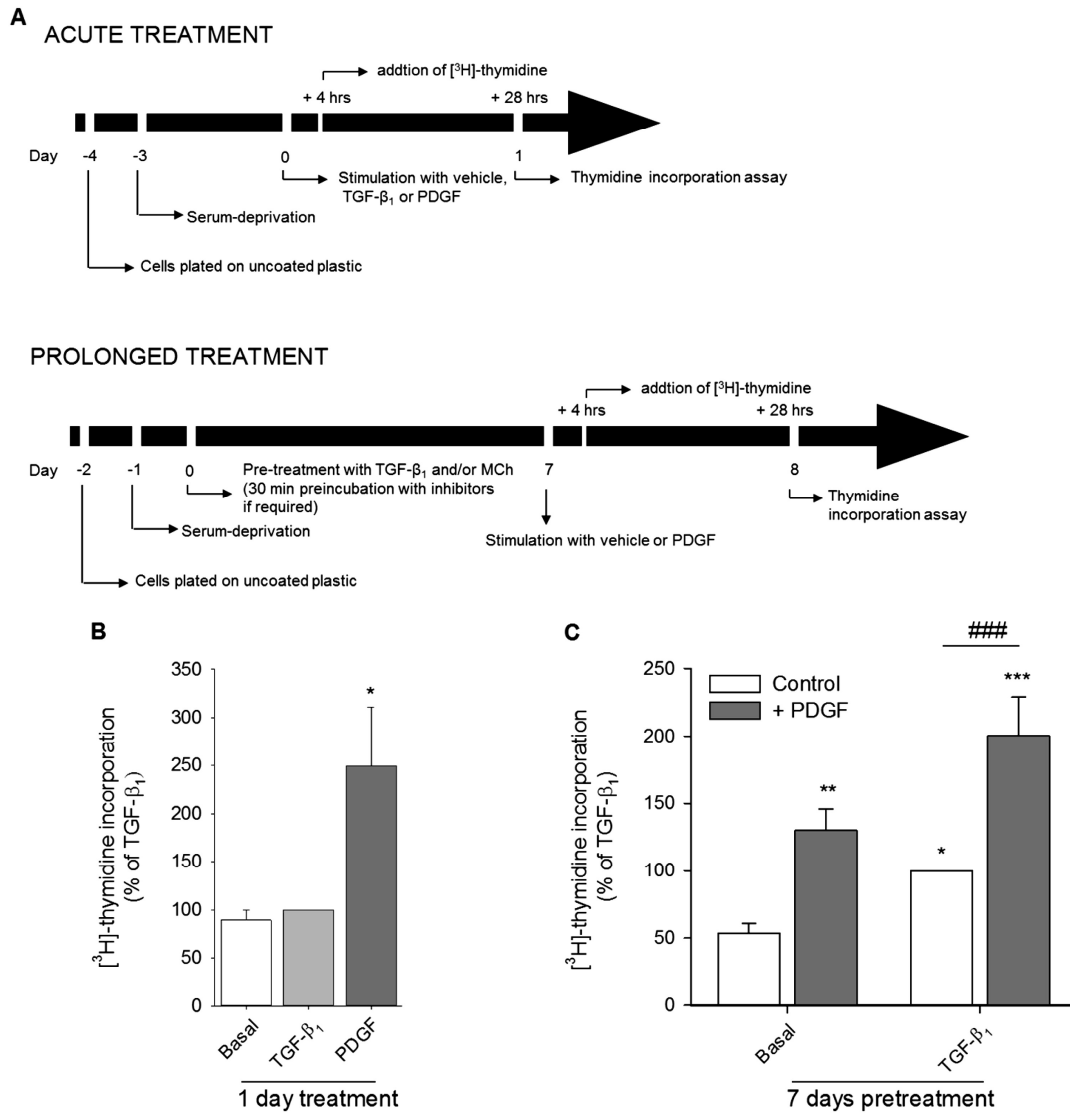 A
ACUTE TREATMENT
addtion of [³H]-thymidine
+ 4 hrs
+ 28 hrs
Day
-4
-3
0
1
Stimulation with vehicle,
TGF-β₁ or PDGF
Thymidine incorporation assay
Serum-deprivation
Cells plated on uncoated plastic
PROLONGED TREATMENT
addtion of [³H]-thymidine
+ 4 hrs
+ 28 hrs
Day
-2
-1
0
Pre-treatment with TGF-β₁ and/or MCh
(30 min preincubation with inhibitors
if required)
7
8
Thymidine
incorporation assay
Serum-deprivation
Stimulation with vehicle or PDGF
Cells plated on uncoated plastic
B
[³H]-thymidine incorporation
(% of TGF-β₁)
350
300
250
200
150
100
50
0
*
Basal
TGF-β₁
PDGF
1 day treatment
C
###
[³H]-thymidine incorporation
(% of TGF-β₁)
250
200
150
100
50
0
Control
+ PDGF
**
*
***
Basal
TGF-β₁
7 days pretreatment